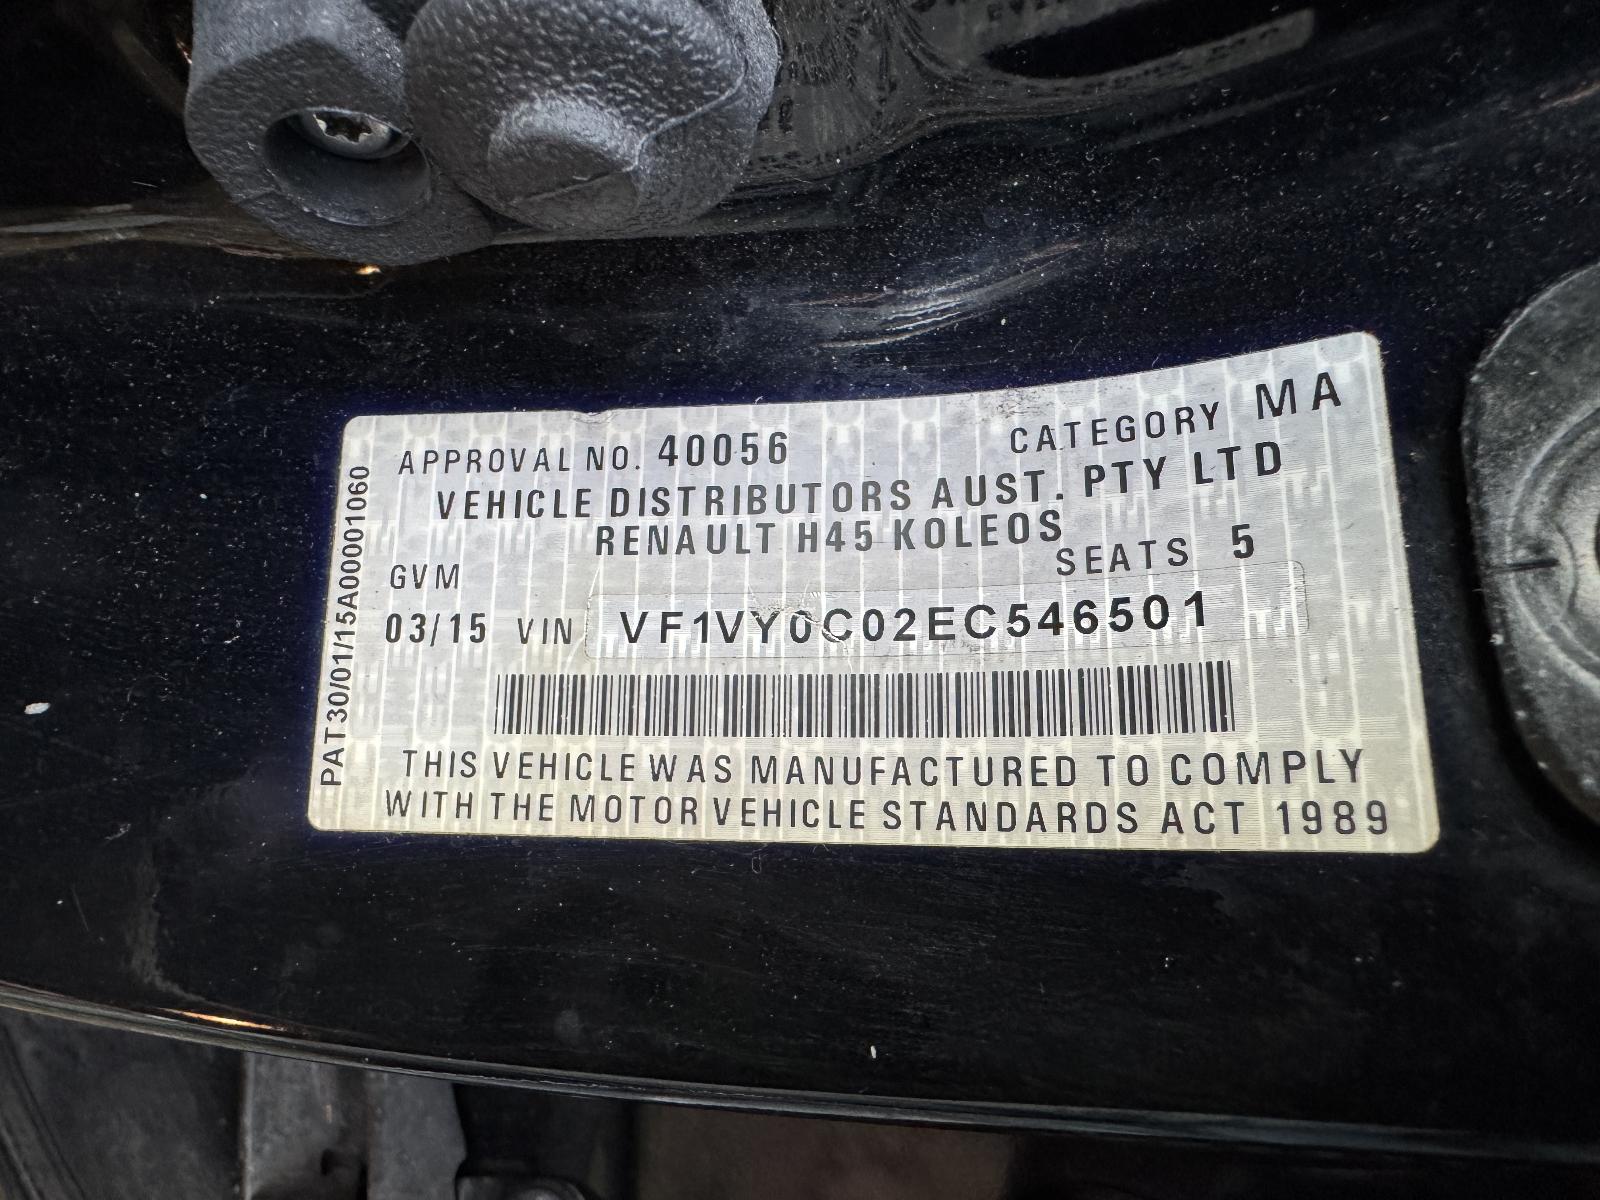 APPROVAL NO. 40056 CATEGORY MA
VEHICLE DISTRIBUTORS AUST. PTY LTD
RENAULT H45 KOLEOS
GVM SEATS 5
03/15 VIN VF1VY0C02EC546501
THIS VEHICLE WAS MANUFACTURED TO COMPLY
WITH THE MOTOR VEHICLE STANDARDS ACT 1989
PAT30/01/15A00001060